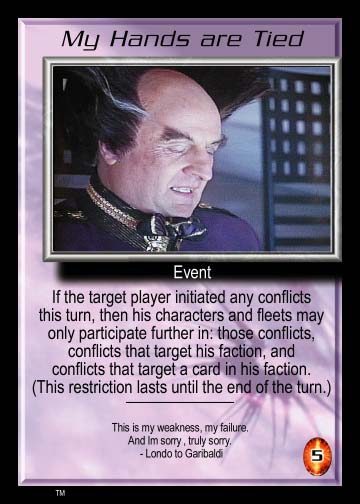 My Hands are Tied
Event
If the target player initiated any conflicts
this turn, then his characters and fleets may
only participate further in: those conflicts,
conflicts that target his faction, and
conflicts that target a card in his faction.
(This restriction lasts until the end of the turn.)
This is my weakness, my failure.
And Im sorry , truly sorry.
- Londo to Garibaldi
5
TM